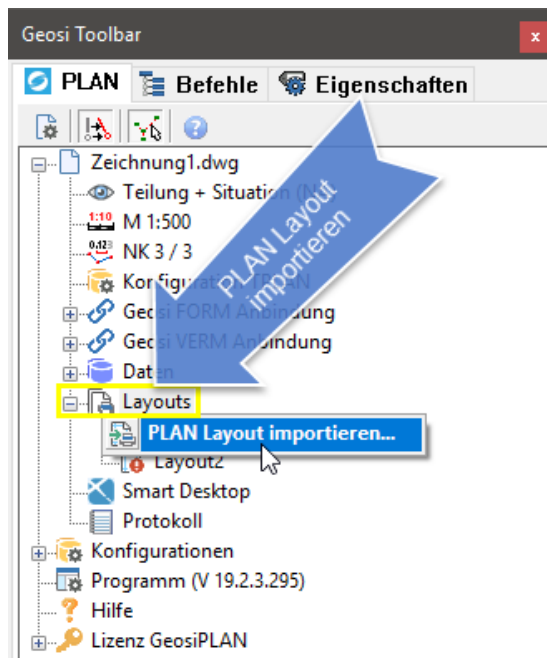 Geosi Toolbar
x
PLAN Befehle Eigenschaften
Zeichnung1.dwg
Teilung + Situation
1:10 M 1:500
0.123 NK 3 / 3
Geosi FORM Anbindung
Geosi VERM Anbindung
Daten
PLAN Layout
importieren
Layouts
PLAN Layout importieren...
Layout2
Smart Desktop
Protokoll
Konfigurationen
Programm (V 19.2.3.295)
Hilfe
Lizenz GeosiPLAN